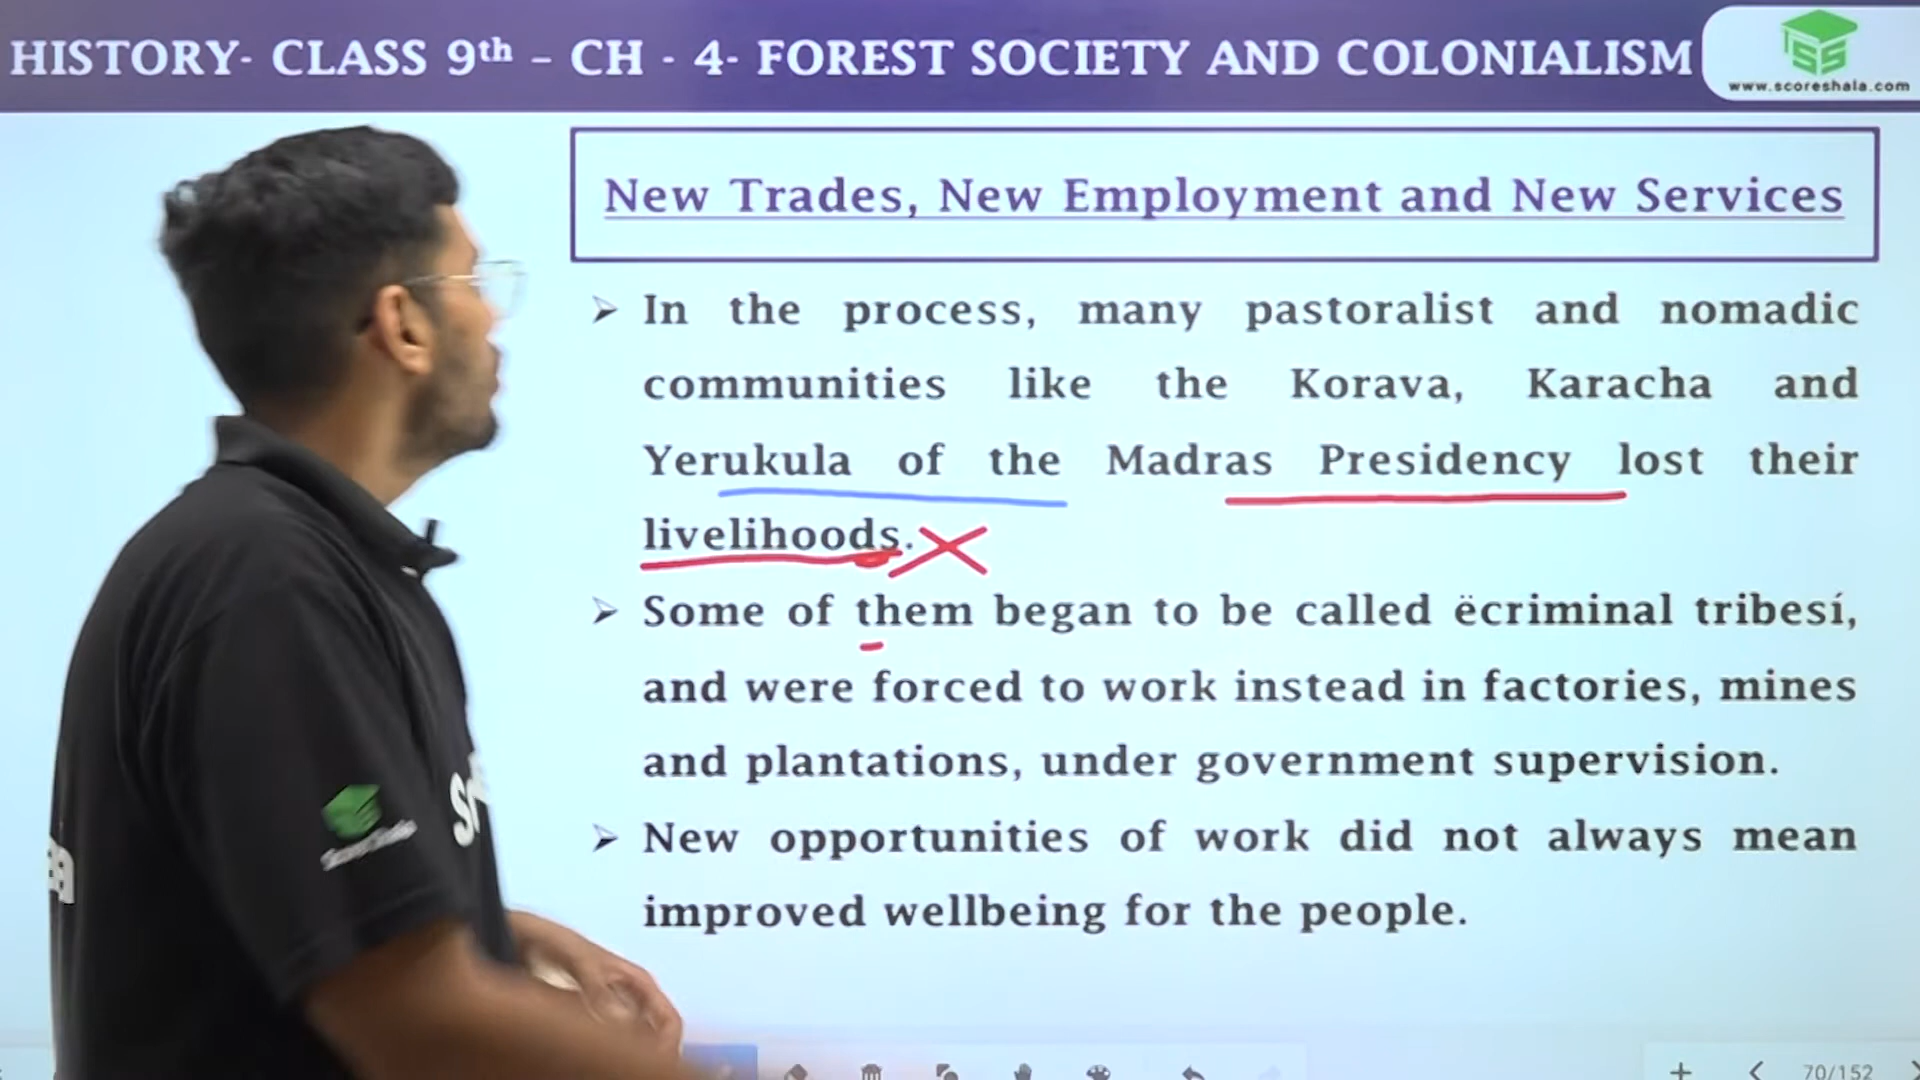 HISTORY- CLASS 9th – CH - 4- FOREST SOCIETY AND COLONIALISM
www.scoreshala.com
New Trades, New Employment and New Services
In the process, many pastoralist and nomadic
communities like the Korava, Karacha and
Yerukula of the Madras Presidency lost their
livelihoods.
Some of them began to be called ëcriminal tribesí,
and were forced to work instead in factories, mines
and plantations, under government supervision.
New opportunities of work did not always mean
improved wellbeing for the people.
70/152